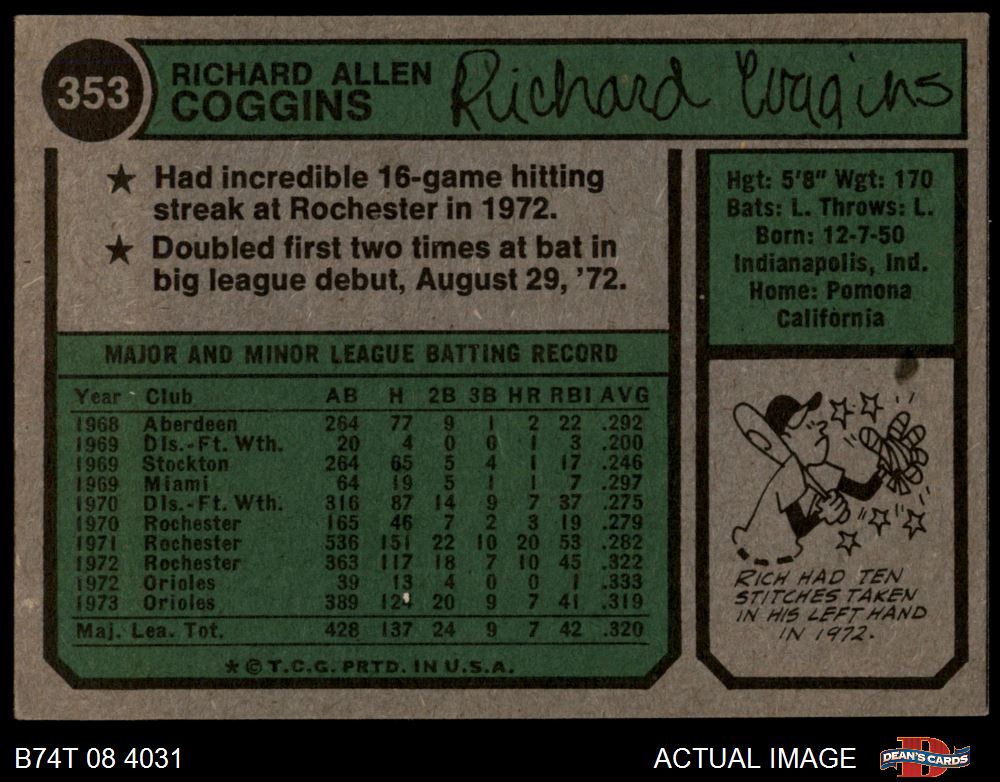 353
RICHARD ALLEN
COGGINS
Richard Coggins
★ Had incredible 16-game hitting
streak at Rochester in 1972.
★ Doubled first two times at bat in
big league debut, August 29, '72.
Hgt: 5'8" Wgt: 170
Bats: L. Throws: L.
Born: 12-7-50
Indianapolis, Ind.
Home: Pomona
California
MAJOR AND MINOR LEAGUE BATTING RECORD
Year Club AB H 2B 3B HR RBI AVG
1968 Aberdeen 264 77 9 1 2 22 .292
1969 Dls.-Ft. Wth. 20 4 0 0 1 3 .200
1969 Stockton 264 65 5 4 1 17 .246
1969 Miami 64 19 5 1 1 7 .297
1970 Dls.-Ft. Wth. 316 87 14 9 7 37 .275
1970 Rochester 165 46 7 2 3 19 .279
1971 Rochester 536 151 22 10 20 53 .282
1972 Rochester 363 117 18 7 10 45 .322
1972 Orioles 39 13 4 0 0 1 .333
1973 Orioles 389 124 20 9 7 41 .319
Maj. Lea. Tot. 428 137 24 9 7 42 .320
* © T.C.G. PRTD. IN U.S.A.
RICH HAD TEN
STITCHES TAKEN
IN HIS LEFT HAND
IN 1972.
B74T 08 4031
ACTUAL IMAGE
DEAN'S CARDS